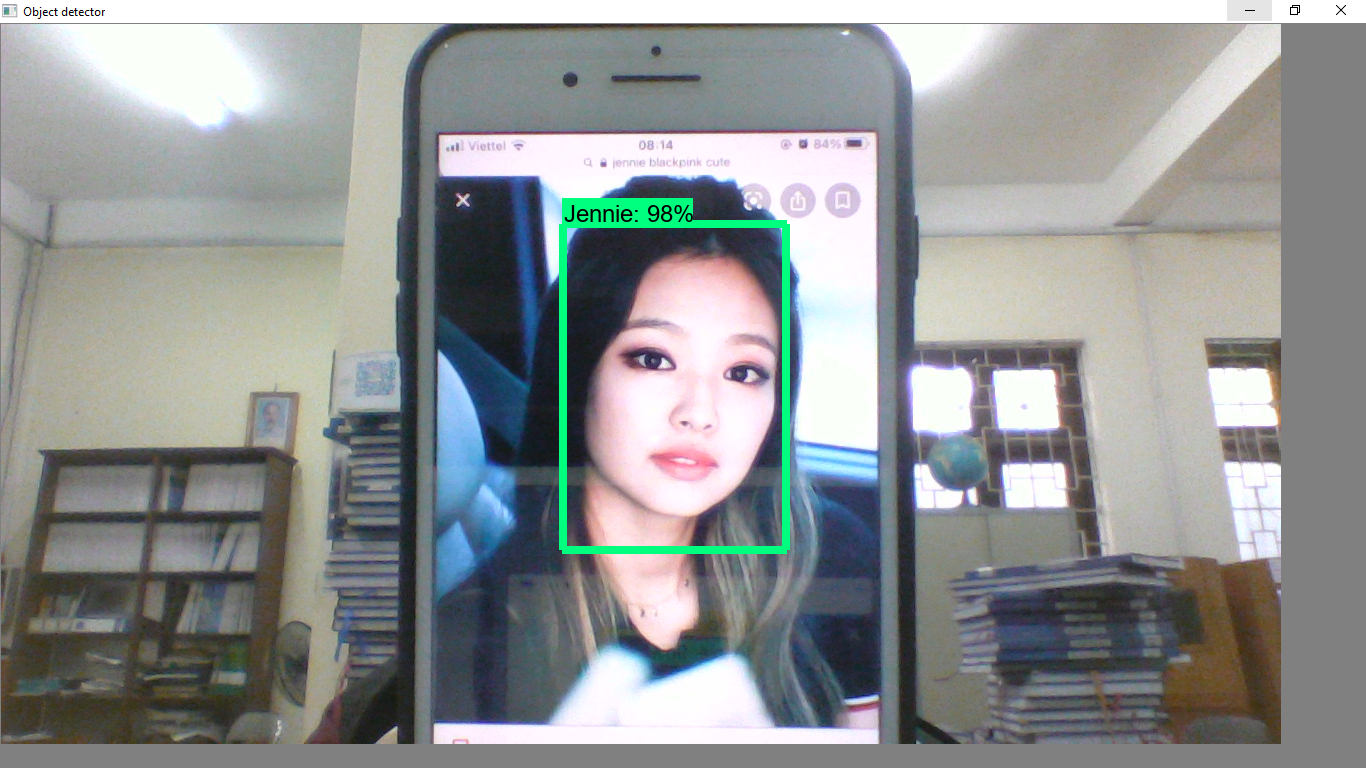 Object detector
Viettel 08:14 84%
jennie blackpink cute
Jennie: 98%